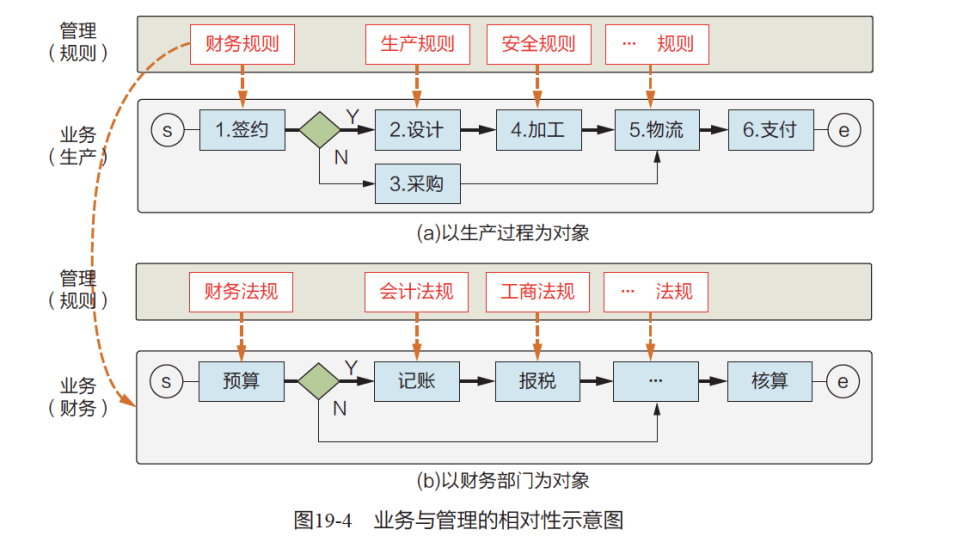 管理
（规则）
财务规则
生产规则
安全规则
… 规则
业务
（生产）
s
1.签约
Y
N
2.设计
4.加工
5.物流
6.支付
e
3.采购
(a)以生产过程为对象
管理
（规则）
财务法规
会计法规
工商法规
… 法规
业务
（财务）
s
预算
Y
N
记账
报税
…
核算
e
(b)以财务部门为对象
图19-4 业务与管理的相对性示意图